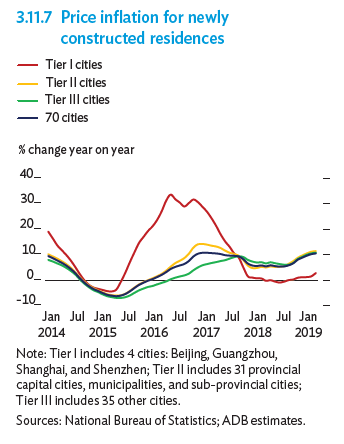 3.11.7 Price inflation for newly
constructed residences
Tier I cities
Tier II cities
Tier III cities
70 cities
% change year on year
40
30
20
10
0
-10
Jan Jul Jan Jul Jan Jul Jan Jul Jan Jul Jan
2014 2015 2016 2017 2018 2019
Note: Tier I includes 4 cities: Beijing, Guangzhou,
Shanghai, and Shenzhen; Tier II includes 31 provincial
capital cities, municipalities, and sub-provincial cities;
Tier III includes 35 other cities.
Sources: National Bureau of Statistics; ADB estimates.